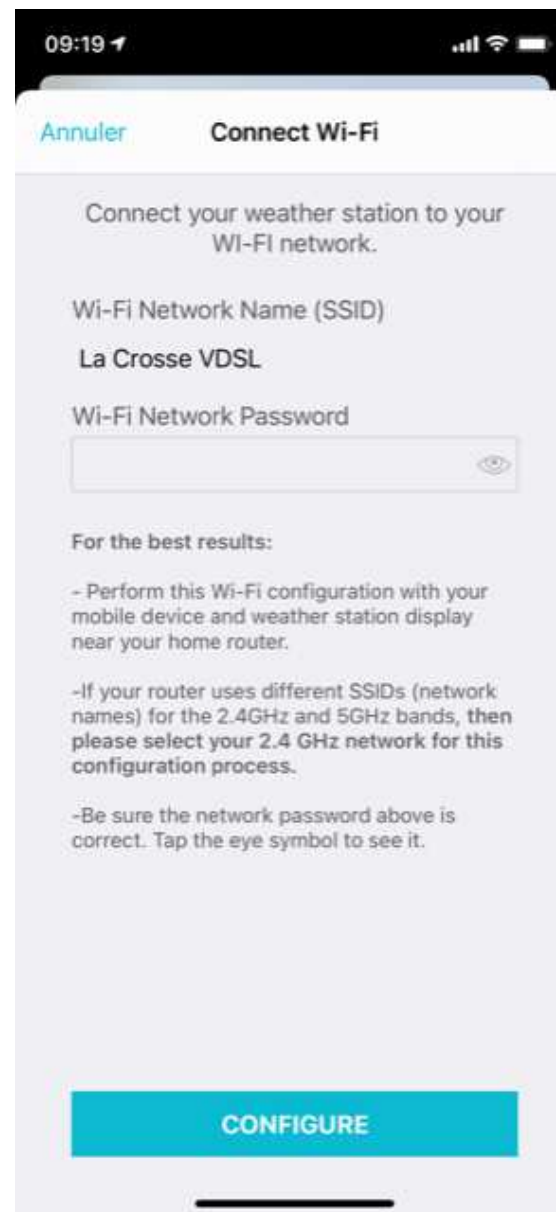 09:19
Annuler Connect Wi-Fi
Connect your weather station to your
WI-FI network.
Wi-Fi Network Name (SSID)
La Crosse VDSL
Wi-Fi Network Password
For the best results:
- Perform this Wi-Fi configuration with your
mobile device and weather station display
near your home router.
-If your router uses different SSIDs (network
names) for the 2.4GHz and 5GHz bands, then
please select your 2.4 GHz network for this
configuration process.
-Be sure the network password above is
correct. Tap the eye symbol to see it.
CONFIGURE